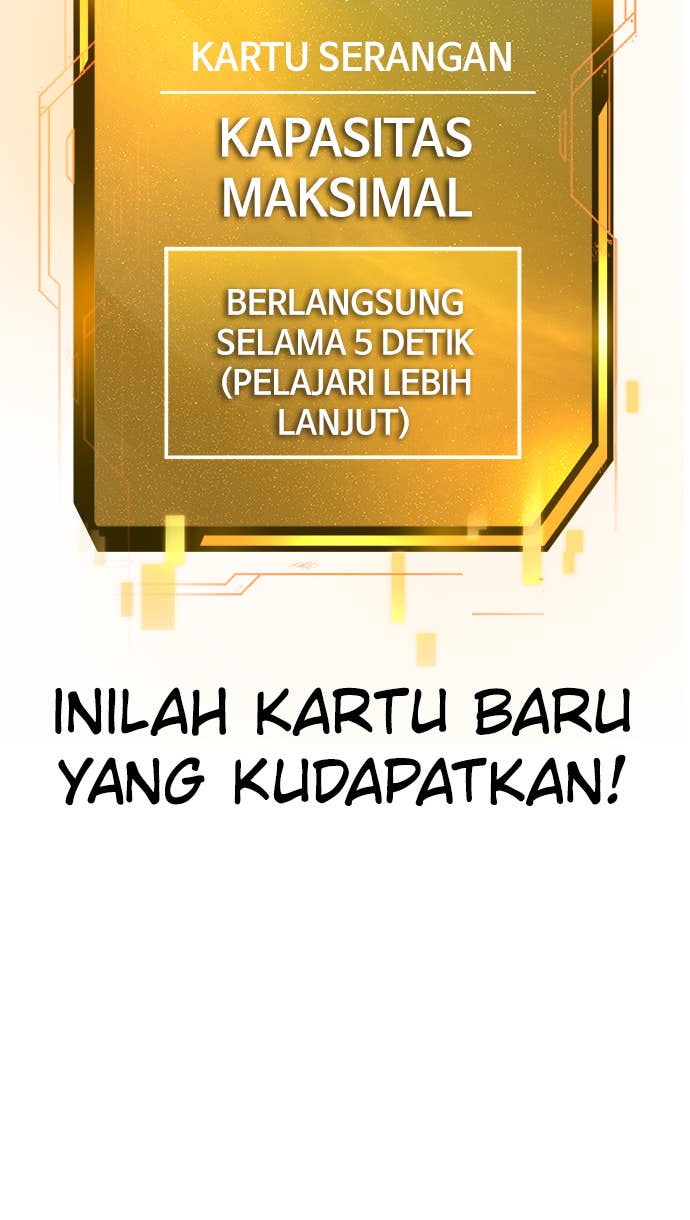 KARTU SERANGAN
KAPASITAS
MAKSIMAL
BERLANGSUNG
SELAMA 5 DETIK
(PELAJARI LEBIH
LANJUT)
INILAH KARTU BARU
YANG KUDAPATKAN!